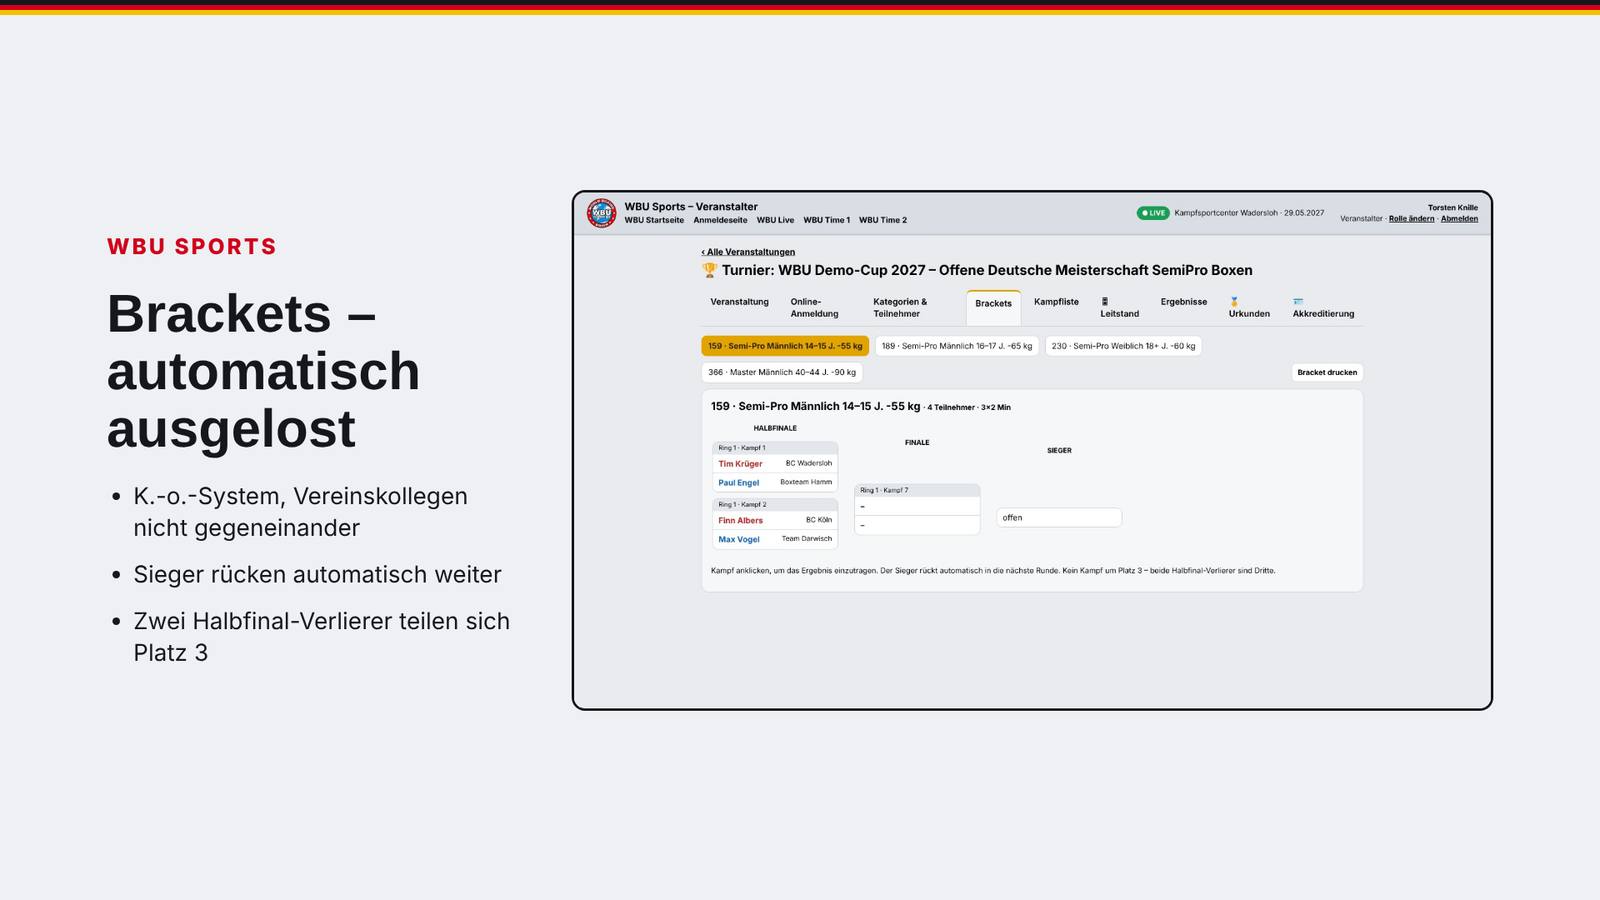 WBU SPORTS
Brackets –
automatisch
ausgelost
• K.-o.-System, Vereinskollegen
nicht gegeneinander
• Sieger rücken automatisch weiter
• Zwei Halbfinal-Verlierer teilen sich
Platz 3
WBU
WBU Sports – Veranstalter
WBU Startseite Anmeldeseite WBU Live WBU Time 1 WBU Time 2
LIVE Kampfsportcenter Wadersloh · 29.05.2027
Torsten Knille
Veranstalter · Rolle ändern · Abmelden
‹ Alle Veranstaltungen
🏆 Turnier: WBU Demo-Cup 2027 – Offene Deutsche Meisterschaft SemiPro Boxen
Veranstaltung
Online-
Anmeldung
Kategorien &
Teilnehmer
Brackets
Kampfliste
Leitstand
Ergebnisse
Urkunden
Akkreditierung
159 · Semi-Pro Männlich 14–15 J. -55 kg
189 · Semi-Pro Männlich 16–17 J. -65 kg
230 · Semi-Pro Weiblich 18+ J. -60 kg
366 · Master Männlich 40–44 J. -90 kg
Bracket drucken
159 · Semi-Pro Männlich 14–15 J. -55 kg · 4 Teilnehmer · 3×2 Min
HALBFINALE
Ring 1 · Kampf 1
Tim Krüger BC Wadersloh
Paul Engel Boxteam Hamm
Ring 1 · Kampf 2
Finn Albers BC Köln
Max Vogel Team Darwisch
FINALE
Ring 1 · Kampf 7
–
–
SIEGER
offen
Kampf anklicken, um das Ergebnis einzutragen. Der Sieger rückt automatisch in die nächste Runde. Kein Kampf um Platz 3 – beide Halbfinal-Verlierer sind Dritte.